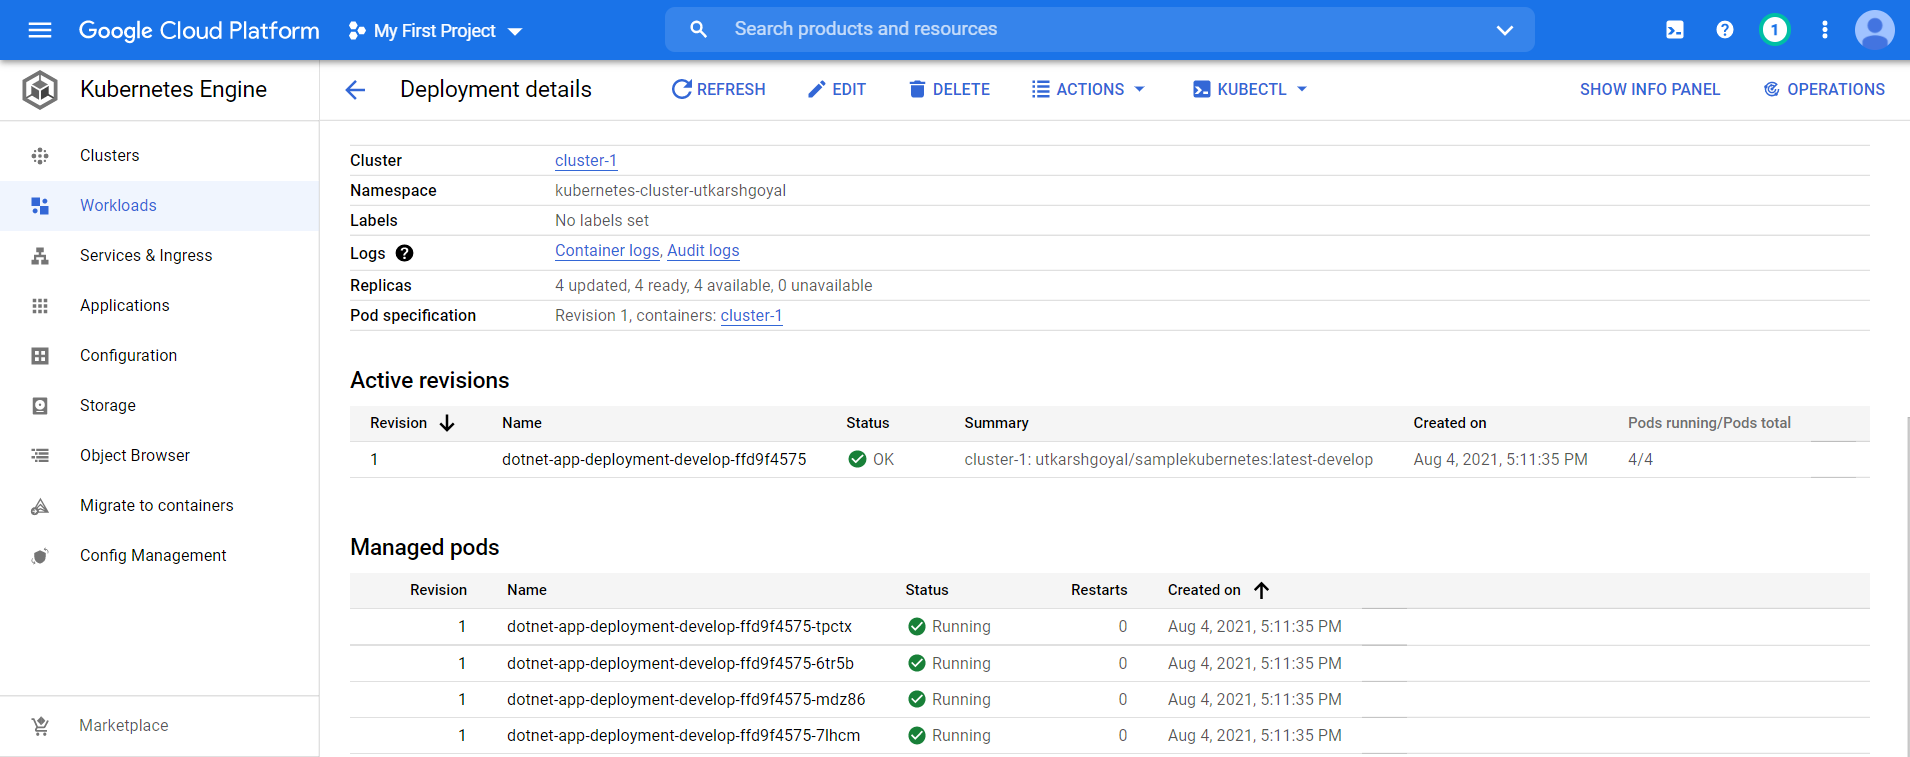 Google Cloud Platform
My First Project
Search products and resources
1
Kubernetes Engine
Deployment details
REFRESH
EDIT
DELETE
ACTIONS
KUBECTL
SHOW INFO PANEL
OPERATIONS
Clusters
Workloads
Services & Ingress
Applications
Configuration
Storage
Object Browser
Migrate to containers
Config Management
Marketplace
Cluster cluster-1
Namespace kubernetes-cluster-utkarshgoyal
Labels No labels set
Logs ? Container logs, Audit logs
Replicas 4 updated, 4 ready, 4 available, 0 unavailable
Pod specification Revision 1, containers: cluster-1
Active revisions
Revision Name Status Summary Created on Pods running/Pods total
1 dotnet-app-deployment-develop-ffd9f4575 OK cluster-1: utkarshgoyal/samplekubernetes:latest-develop Aug 4, 2021, 5:11:35 PM 4/4
Managed pods
Revision Name Status Restarts Created on
1 dotnet-app-deployment-develop-ffd9f4575-tpctx Running 0 Aug 4, 2021, 5:11:35 PM
1 dotnet-app-deployment-develop-ffd9f4575-6tr5b Running 0 Aug 4, 2021, 5:11:35 PM
1 dotnet-app-deployment-develop-ffd9f4575-mdz86 Running 0 Aug 4, 2021, 5:11:35 PM
1 dotnet-app-deployment-develop-ffd9f4575-7lhcm Running 0 Aug 4, 2021, 5:11:35 PM